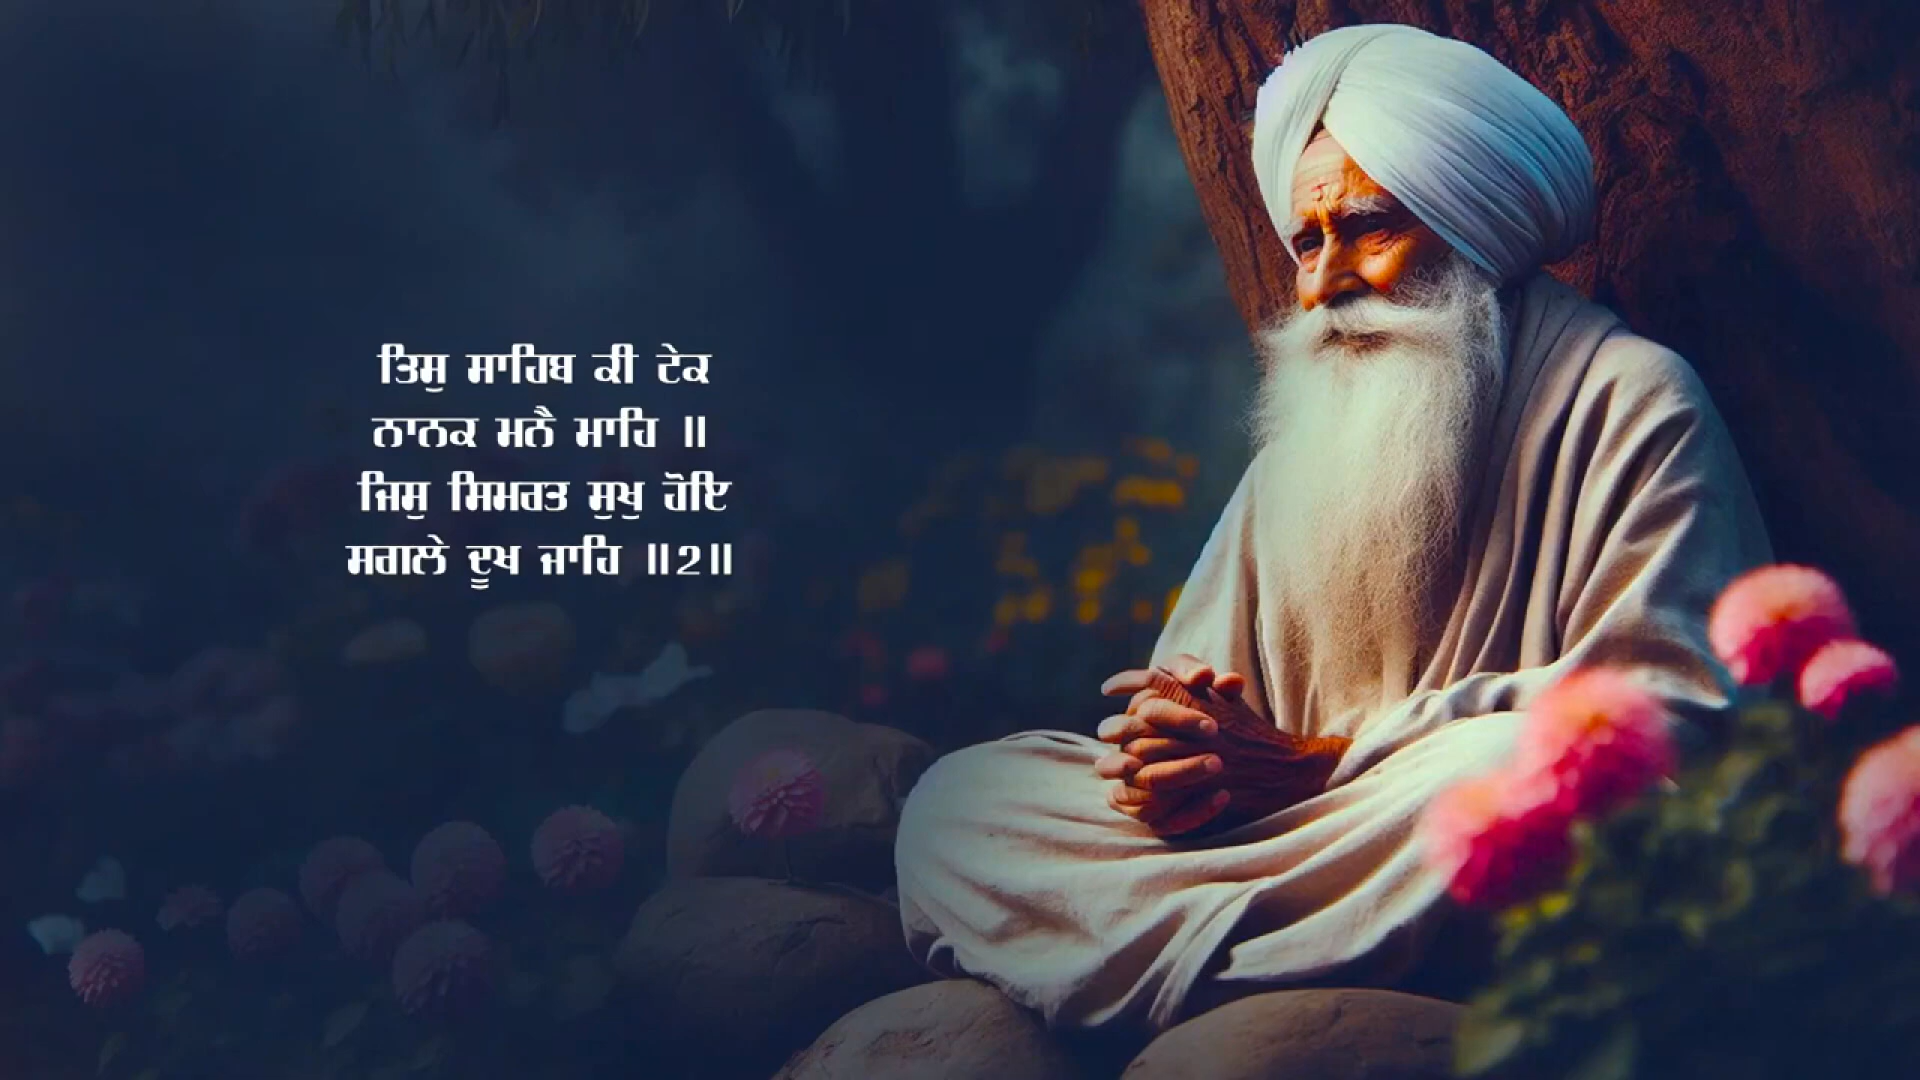 ਤਿਸੁ ਸਾਹਿਬ ਕੀ ਟੇਕ
ਨਾਨਕ ਮਨੈ ਮਾਹਿ ॥
ਜਿਸੁ ਸਿਮਰਤ ਸੁਖੁ ਹੋਇ
ਸਗਲੇ ਦੂਖ ਜਾਹਿ ॥2॥